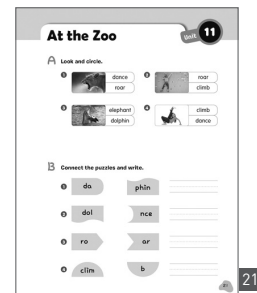 At the Zoo
Unit 11
A Look and circle.
1 dance
roar
2 roar
climb
3 elephant
dolphin
4 climb
dance
B Connect the puzzles and write.
1 da phin
2 dol nce
3 ro ar
4 clim b
21